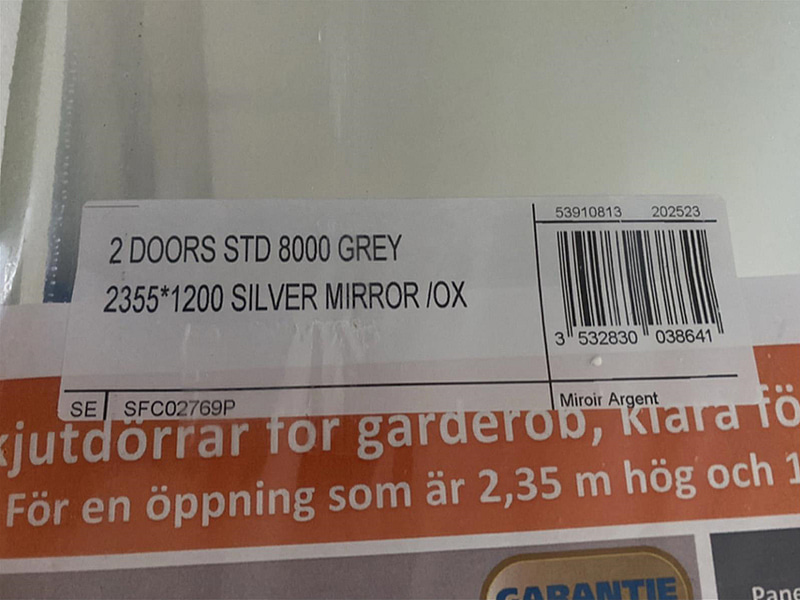 53910813 202523
2 DOORS STD 8000 GREY
2355*1200 SILVER MIRROR /OX
3 532830 038641
SE SFC02769P
Miroir Argent
kjutdörrar för garderob, klara fö
För en öppning som är 2,35 m hög och 1
GARANTIE
Pane